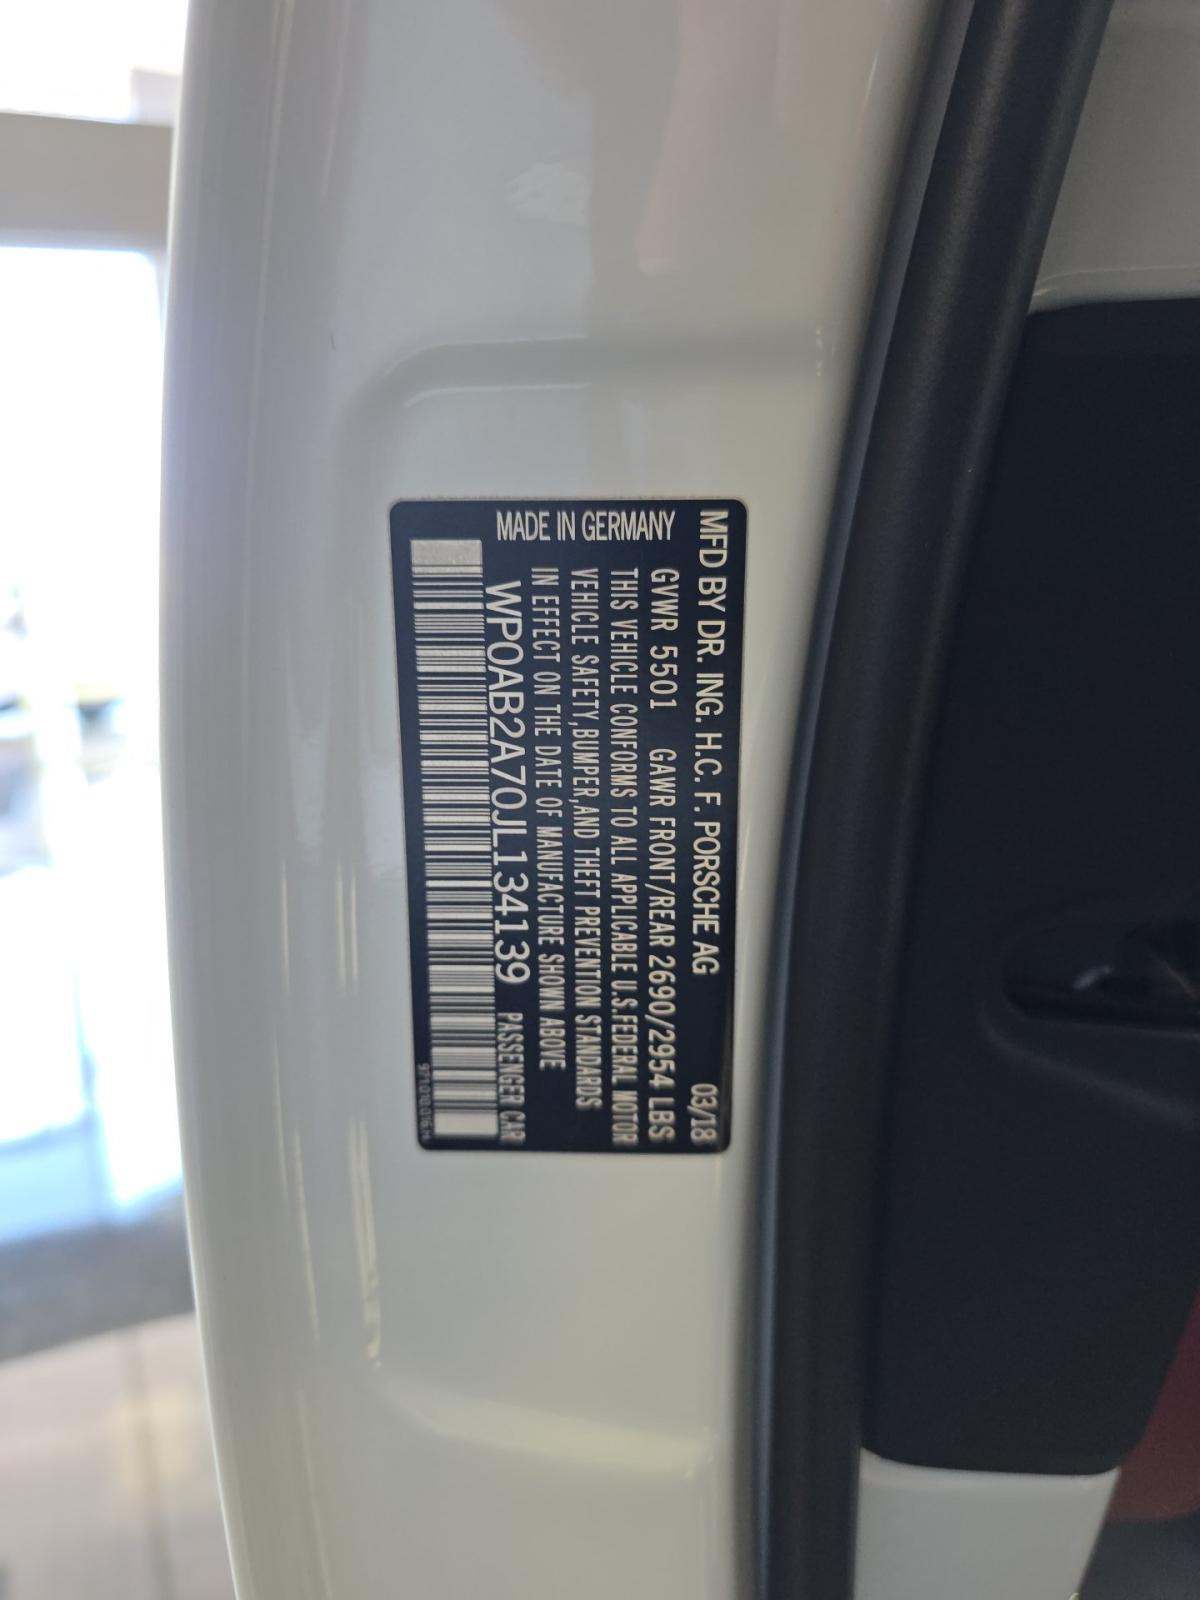 MFD BY DR. ING. H.C. F. PORSCHE AG 03/18
GVWR 5501 GAWR FRONT/REAR 2690/2954 LBS
THIS VEHICLE CONFORMS TO ALL APPLICABLE U.S.FEDERAL MOTOR
VEHICLE SAFETY,BUMPER,AND THEFT PREVENTION STANDARDS
IN EFFECT ON THE DATE OF MANUFACTURE SHOWN ABOVE
WP0AB2A70JL134139 PASSENGER CAR
MADE IN GERMANY